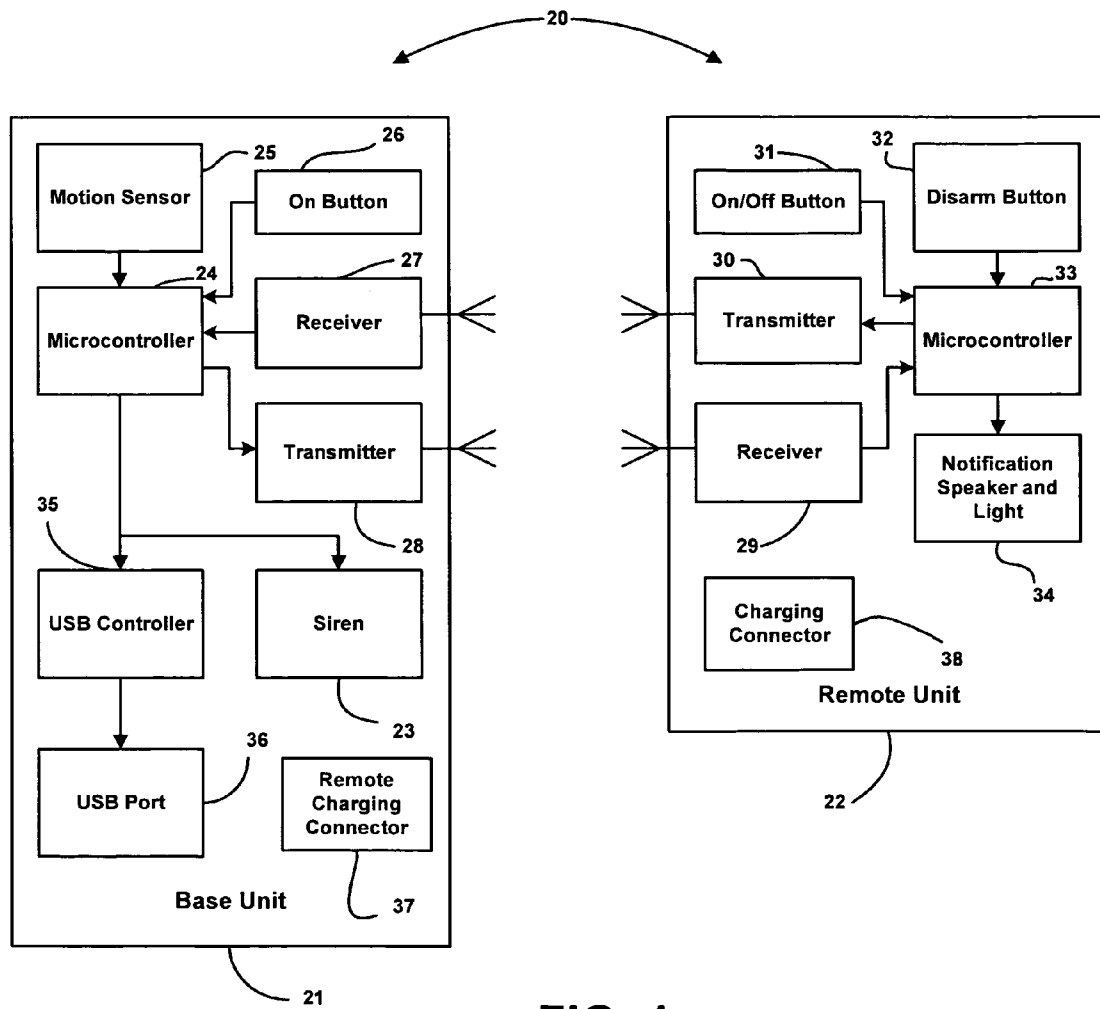 20
25
26
Motion Sensor
On Button
24
27
Microcontroller
Receiver
Transmitter
28
35
USB Controller
Siren
23
36
USB Port
Remote
Charging
Connector
37
Base Unit
21
31
32
On/Off Button
Disarm Button
30
33
Transmitter
Microcontroller
Receiver
29
Notification
Speaker and
Light
34
Charging
Connector
38
Remote Unit
22